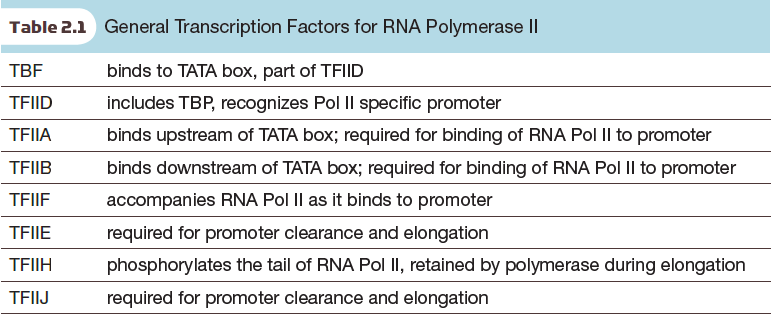 Table 2.1 General Transcription Factors for RNA Polymerase II
TBF binds to TATA box, part of TFIID
TFIID includes TBP, recognizes Pol II specific promoter
TFIIA binds upstream of TATA box; required for binding of RNA Pol II to promoter
TFIIB binds downstream of TATA box; required for binding of RNA Pol II to promoter
TFIIF accompanies RNA Pol II as it binds to promoter
TFIIE required for promoter clearance and elongation
TFIIH phosphorylates the tail of RNA Pol II, retained by polymerase during elongation
TFIIJ required for promoter clearance and elongation